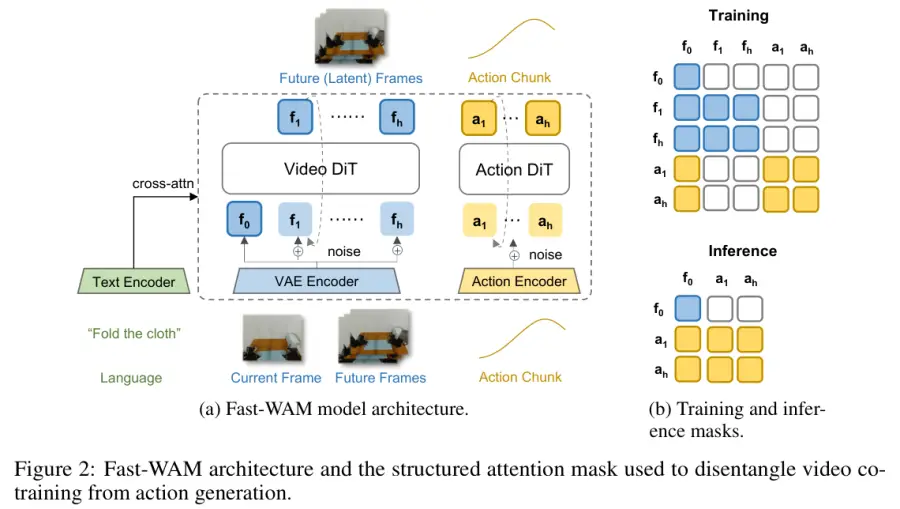 Future (Latent) Frames
Action Chunk
f1 ...... fh
a1 ... ah
Video DiT
Action DiT
cross-attn
f0 f1 ...... fh
a1 ... ah
noise
noise
Text Encoder
VAE Encoder
Action Encoder
“Fold the cloth”
Language
Current Frame
Future Frames
Action Chunk
(a) Fast-WAM model architecture.
Training
f0 f1 fh a1 ah
f0
f1
fh
a1
ah
Inference
f0 a1 ah
f0
a1
ah
(b) Training and infer-
ence masks.
Figure 2: Fast-WAM architecture and the structured attention mask used to disentangle video co-
training from action generation.